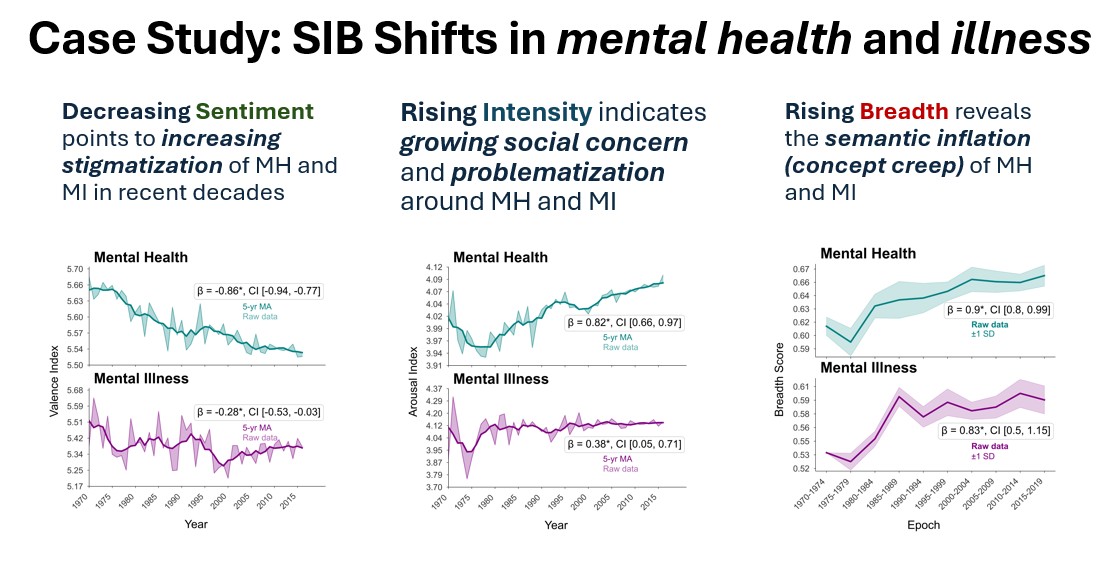 Case Study: SIB Shifts in mental health and illness
Decreasing Sentiment
points to increasing
stigmatization of MH and
MI in recent decades
Rising Intensity indicates
growing social concern
and problematization
around MH and MI
Rising Breadth reveals
the semantic inflation
(concept creep) of MH
and MI
Valence Index
Mental Health
5.70
5.66
5.63
5.60
5.57
5.54
5.50
β = -0.86*, CI [-0.94, -0.77]
5-yr MA
Raw data
Mental Illness
5.68
5.59
5.51
5.42
5.34
5.25
5.17
β = -0.28*, CI [-0.53, -0.03]
5-yr MA
Raw data
1970
1975
1980
1985
1990
1995
2000
2005
2010
2015
Year
Arousal Index
Mental Health
4.12
4.09
4.07
4.04
4.02
3.99
3.97
3.94
3.91
β = 0.82*, CI [0.66, 0.97]
5-yr MA
Raw data
Mental Illness
4.37
4.29
4.20
4.12
4.04
3.95
3.87
3.79
3.70
β = 0.38*, CI [0.05, 0.71]
5-yr MA
Raw data
1970
1975
1980
1985
1990
1995
2000
2005
2010
2015
Year
Breadth Score
Mental Health
0.67
0.66
0.64
0.63
0.62
0.60
0.59
β = 0.9*, CI [0.8, 0.99]
Raw data
±1 SD
Mental Illness
0.61
0.59
0.58
0.56
0.55
0.53
0.52
β = 0.83*, CI [0.5, 1.15]
Raw data
±1 SD
1970-1974
1975-1979
1980-1984
1985-1989
1990-1994
1995-1999
2000-2004
2005-2009
2010-2014
2015-2019
Epoch